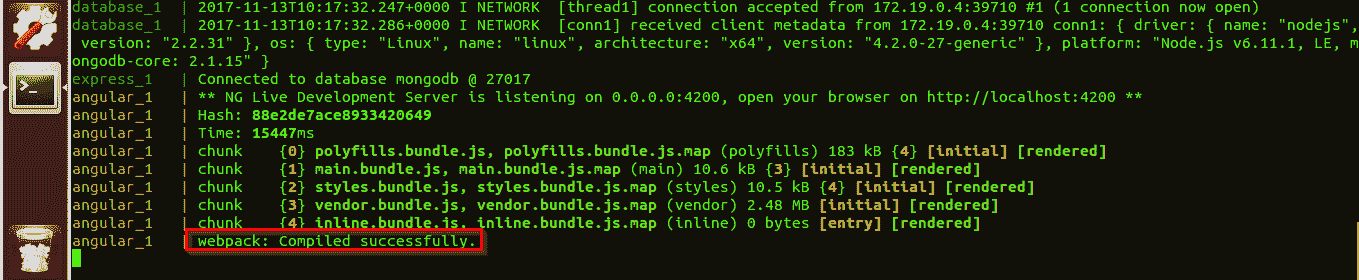 database_1   | 2017-11-13T10:17:32.247+0000 I NETWORK  [thread1] connection accepted from 172.19.0.4:39710 #1 (1 connection now open)
database_1   | 2017-11-13T10:17:32.286+0000 I NETWORK  [conn1] received client metadata from 172.19.0.4:39710 conn1: { driver: { name: "nodejs",
 version: "2.2.31" }, os: { type: "Linux", name: "linux", architecture: "x64", version: "4.2.0-27-generic" }, platform: "Node.js v6.11.1, LE, m
ongodb-core: 2.1.15" }
express_1    | Connected to database mongodb @ 27017
angular_1    | ** NG Live Development Server is listening on 0.0.0.0:4200, open your browser on http://localhost:4200 **
angular_1    | Hash: 88e2de7ace8933420649
angular_1    | Time: 15447ms
angular_1    | chunk    {0} polyfills.bundle.js, polyfills.bundle.js.map (polyfills) 183 kB {4} [initial] [rendered]
angular_1    | chunk    {1} main.bundle.js, main.bundle.js.map (main) 10.6 kB {3} [initial] [rendered]
angular_1    | chunk    {2} styles.bundle.js, styles.bundle.js.map (styles) 10.5 kB {4} [initial] [rendered]
angular_1    | chunk    {3} vendor.bundle.js, vendor.bundle.js.map (vendor) 2.48 MB [initial] [rendered]
angular_1    | chunk    {4} inline.bundle.js, inline.bundle.js.map (inline) 0 bytes [entry] [rendered]
angular_1    | webpack: Compiled successfully.